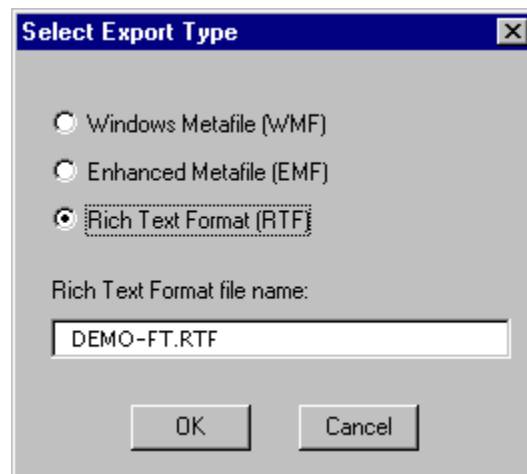 Select Export Type
Windows Metafile (WMF)
Enhanced Metafile (EMF)
Rich Text Format (RTF)
Rich Text Format file name:
DEMO-FT.RTF
OK Cancel